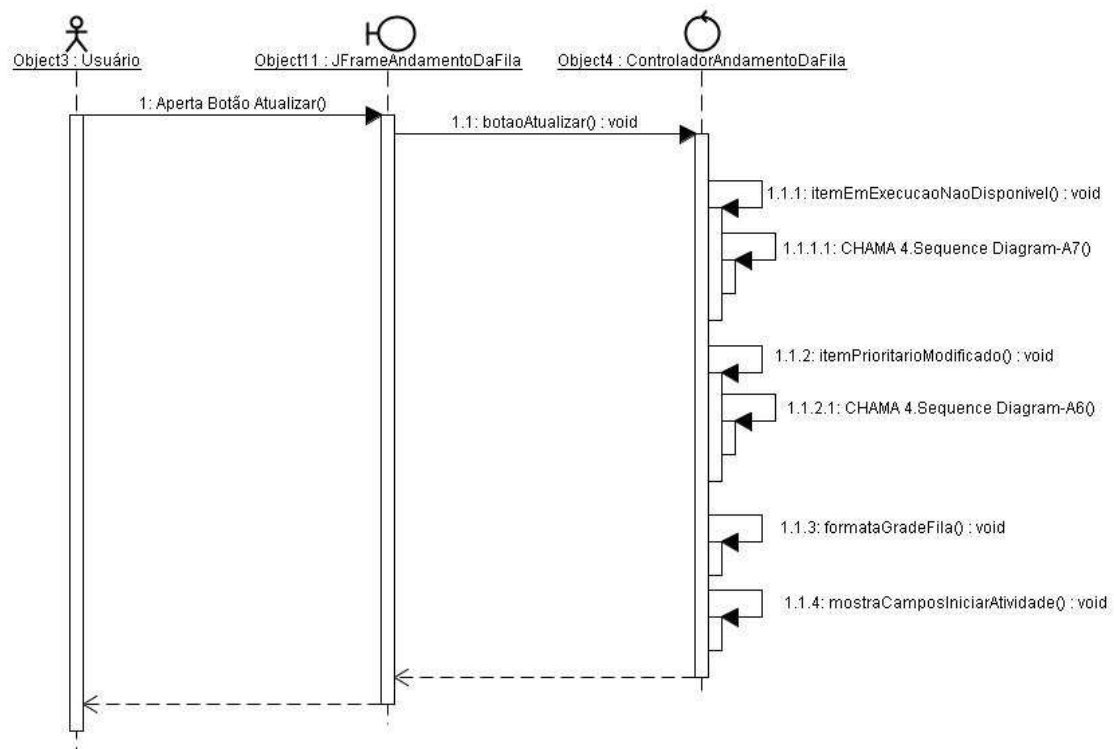 Object3 : Usuário
Object11 : JFrameAndamentoDaFila
Object4 : ControladorAndamentoDaFila
1: Aperta Botão Atualizar()
1.1: botaoAtualizar() : void
1.1.1: itemEmExecucaoNaoDisponivel() : void
1.1.1.1: CHAMA 4.Sequence Diagram-A7()
1.1.2: itemPrioritarioModificado() : void
1.1.2.1: CHAMA 4.Sequence Diagram-A6()
1.1.3: formataGradeFila() : void
1.1.4: mostraCamposIniciarAtividade() : void